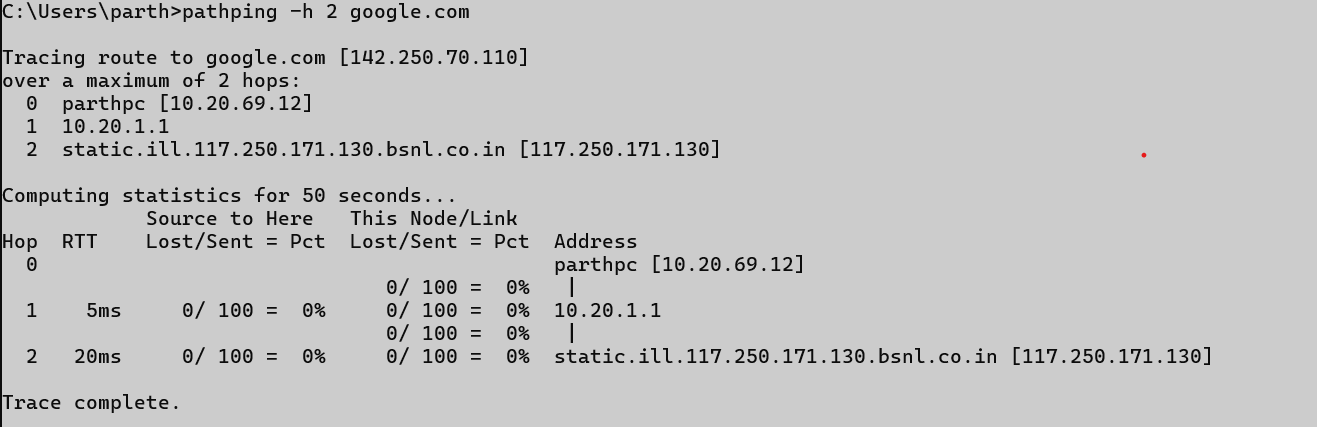 C:\Users\parth>pathping -h 2 google.com
Tracing route to google.com [142.250.70.110]
over a maximum of 2 hops:
  0  parthpc [10.20.69.12]
  1  10.20.1.1
  2  static.ill.117.250.171.130.bsnl.co.in [117.250.171.130]
Computing statistics for 50 seconds...
            Source to Here   This Node/Link
Hop  RTT    Lost/Sent = Pct  Lost/Sent = Pct  Address
  0                                           parthpc [10.20.69.12]
                                0/ 100 =  0%   |
  1    5ms     0/ 100 =  0%     0/ 100 =  0%  10.20.1.1
                                0/ 100 =  0%   |
  2   20ms     0/ 100 =  0%     0/ 100 =  0%  static.ill.117.250.171.130.bsnl.co.in [117.250.171.130]
Trace complete.